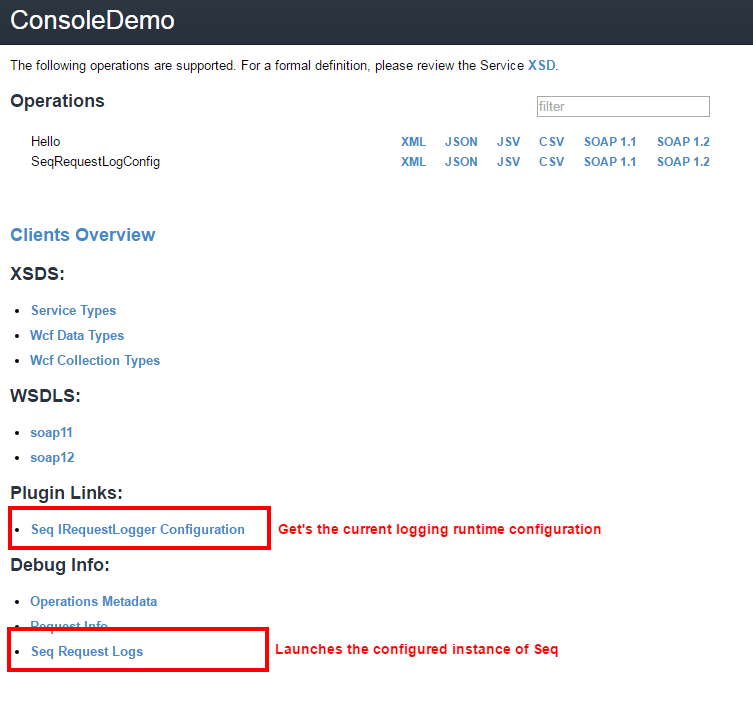 ConsoleDemo
The following operations are supported. For a formal definition, please review the Service XSD.
Operations
filter
Hello XML JSON JSV CSV SOAP 1.1 SOAP 1.2
SeqRequestLogConfig XML JSON JSV CSV SOAP 1.1 SOAP 1.2
Clients Overview
XSDS:
Service Types
Wcf Data Types
Wcf Collection Types
WSDLS:
soap11
soap12
Plugin Links:
Seq IRequestLogger Configuration Get's the current logging runtime configuration
Debug Info:
Operations Metadata
Request Info
Seq Request Logs Launches the configured instance of Seq